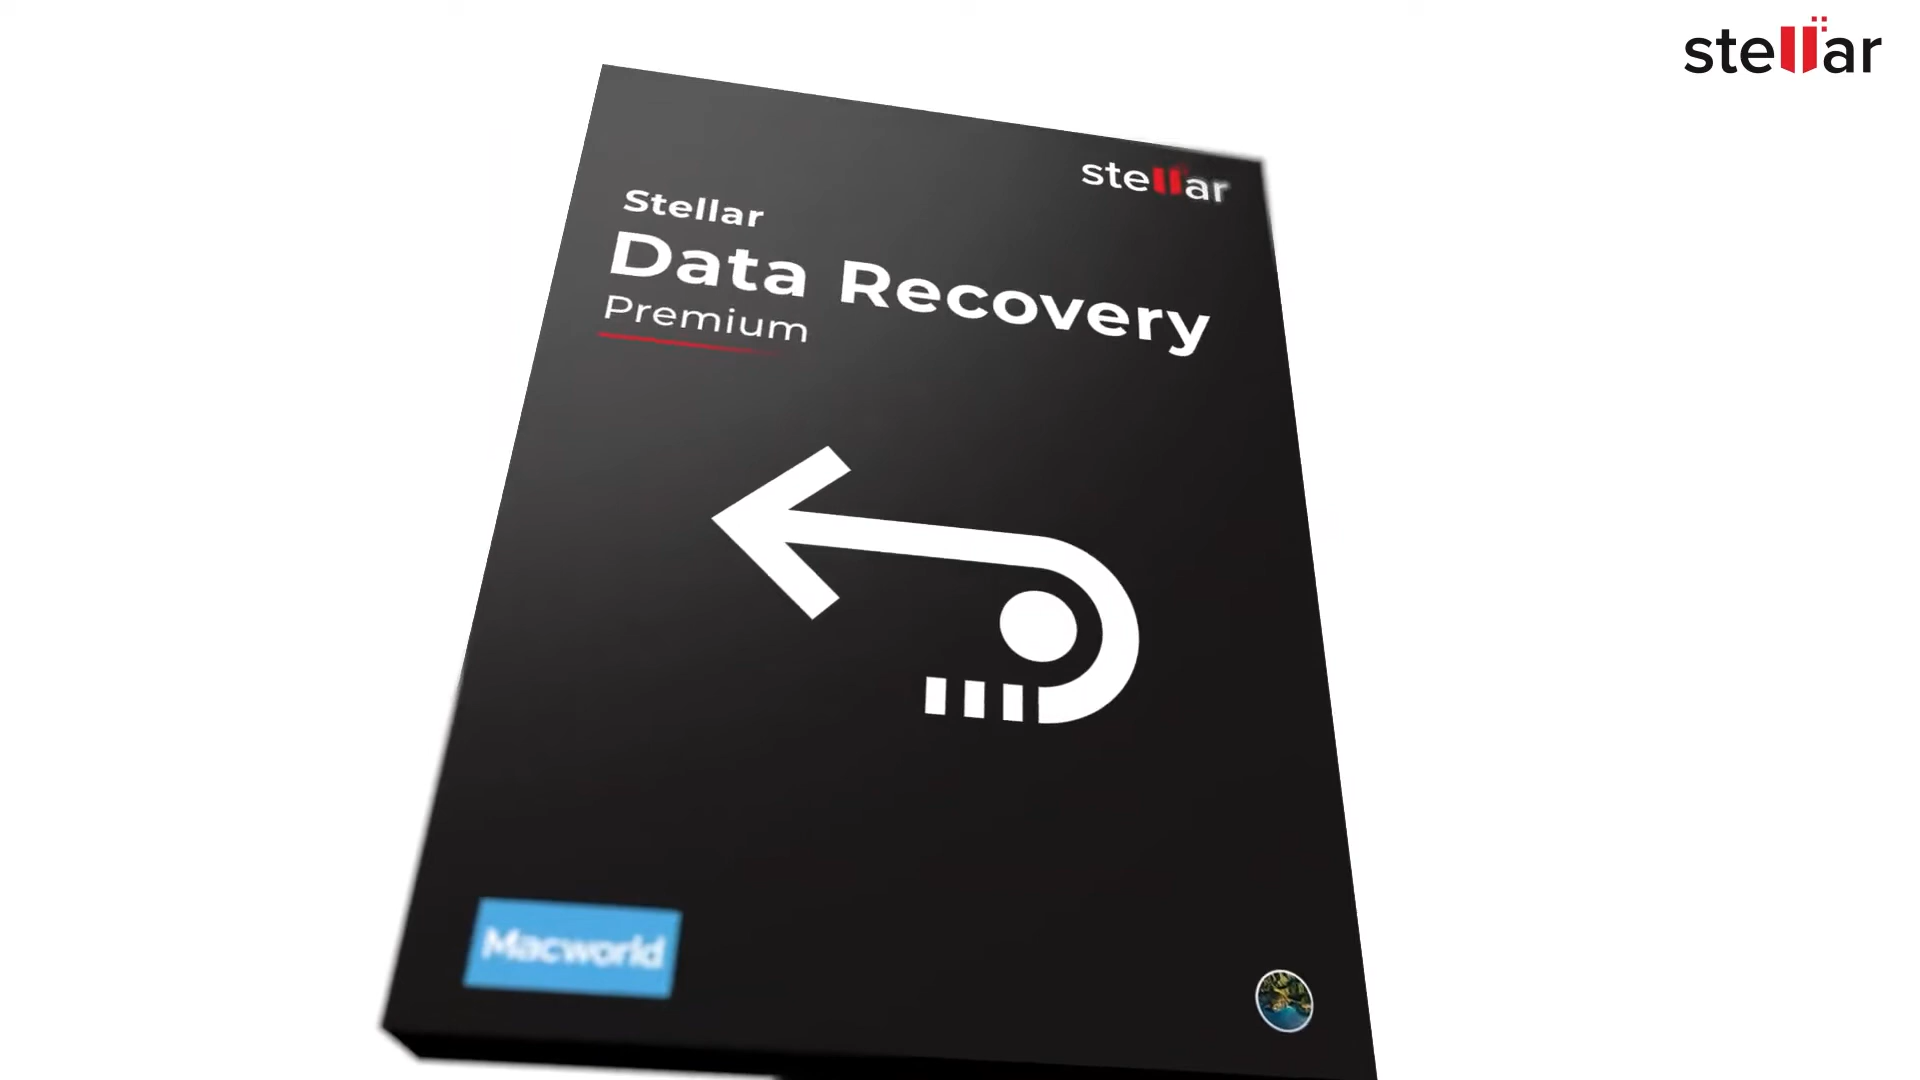 stellar
stellar
Stellar
Data Recovery
Premium
Macworld